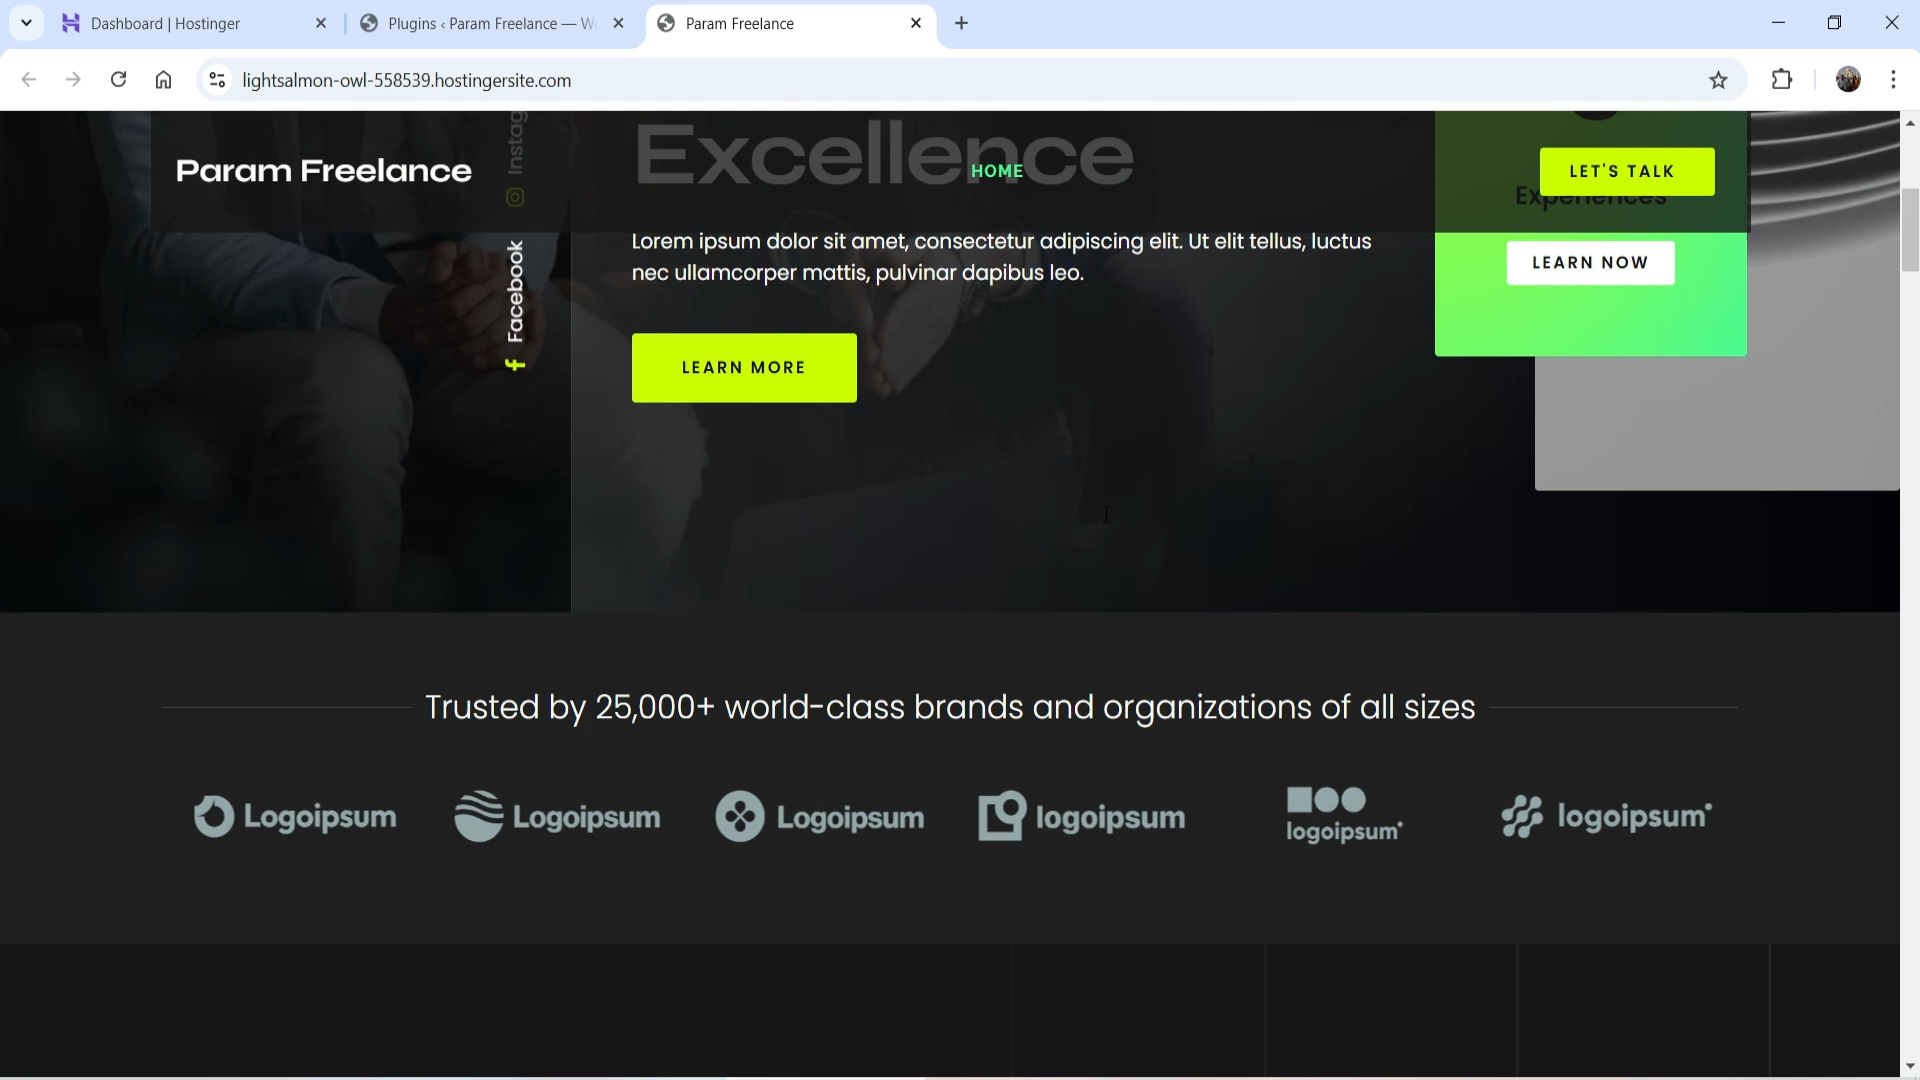 Dashboard | Hostinger
Plugins ‹ Param Freelance — W
Param Freelance
lightsalmon-owl-558539.hostingersite.com
Excellence
Param Freelance
HOME
LET'S TALK
Experiences
Instag
Facebook
Lorem ipsum dolor sit amet, consectetur adipiscing elit. Ut elit tellus, luctus
nec ullamcorper mattis, pulvinar dapibus leo.
LEARN NOW
LEARN MORE
Trusted by 25,000+ world-class brands and organizations of all sizes
Logoipsum
Logoipsum
Logoipsum
logoipsum
logoipsum
logoipsum